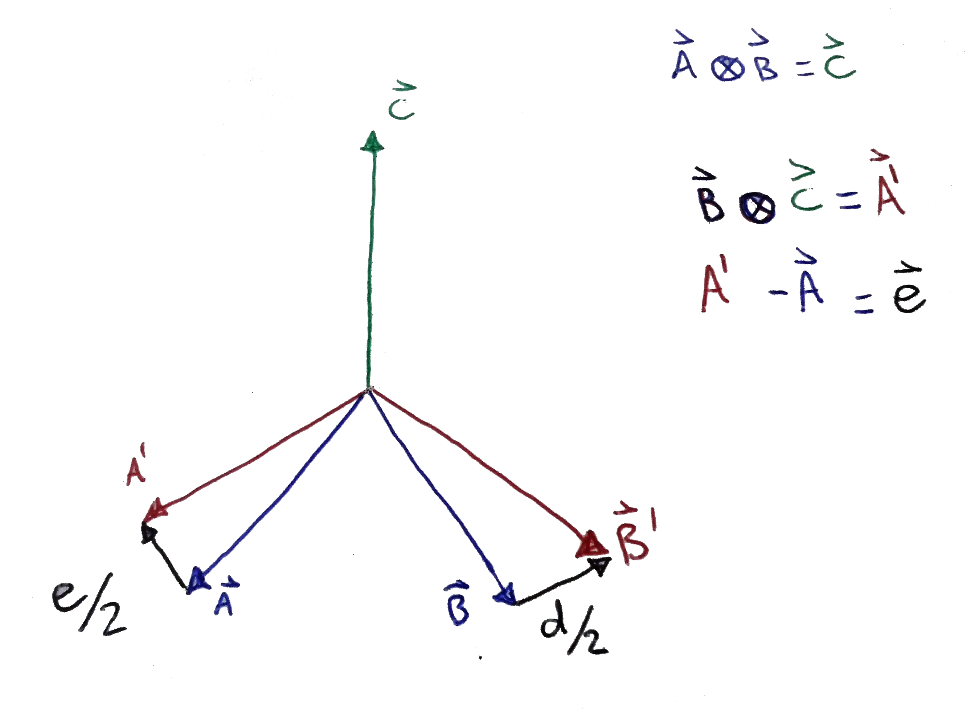 A⃗ ⊗ B⃗ = C⃗
C⃗
B⃗ ⊗ C⃗ = A⃗'
A' - A⃗ = e⃗
A'
B⃗'
e/2
A⃗
B⃗
d/2